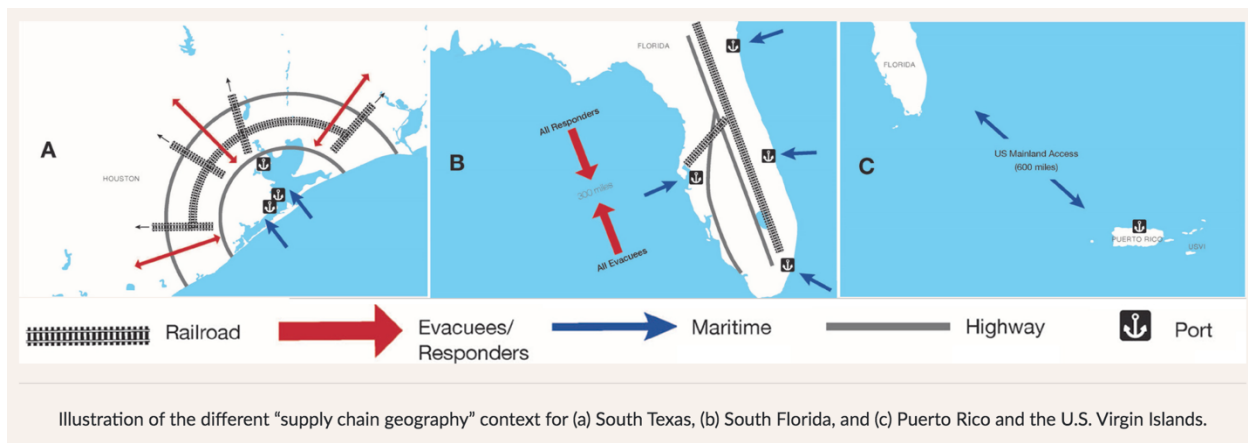 A
HOUSTON
B
FLORIDA
All Responders
300 miles
All Evacuees
C
FLORIDA
US Mainland Access
(600 miles)
PUERTO RICO
USVI
Railroad
Evacuees/
Responders
Maritime
Highway
Port
Illustration of the different “supply chain geography” context for (a) South Texas, (b) South Florida, and (c) Puerto Rico and the U.S. Virgin Islands.